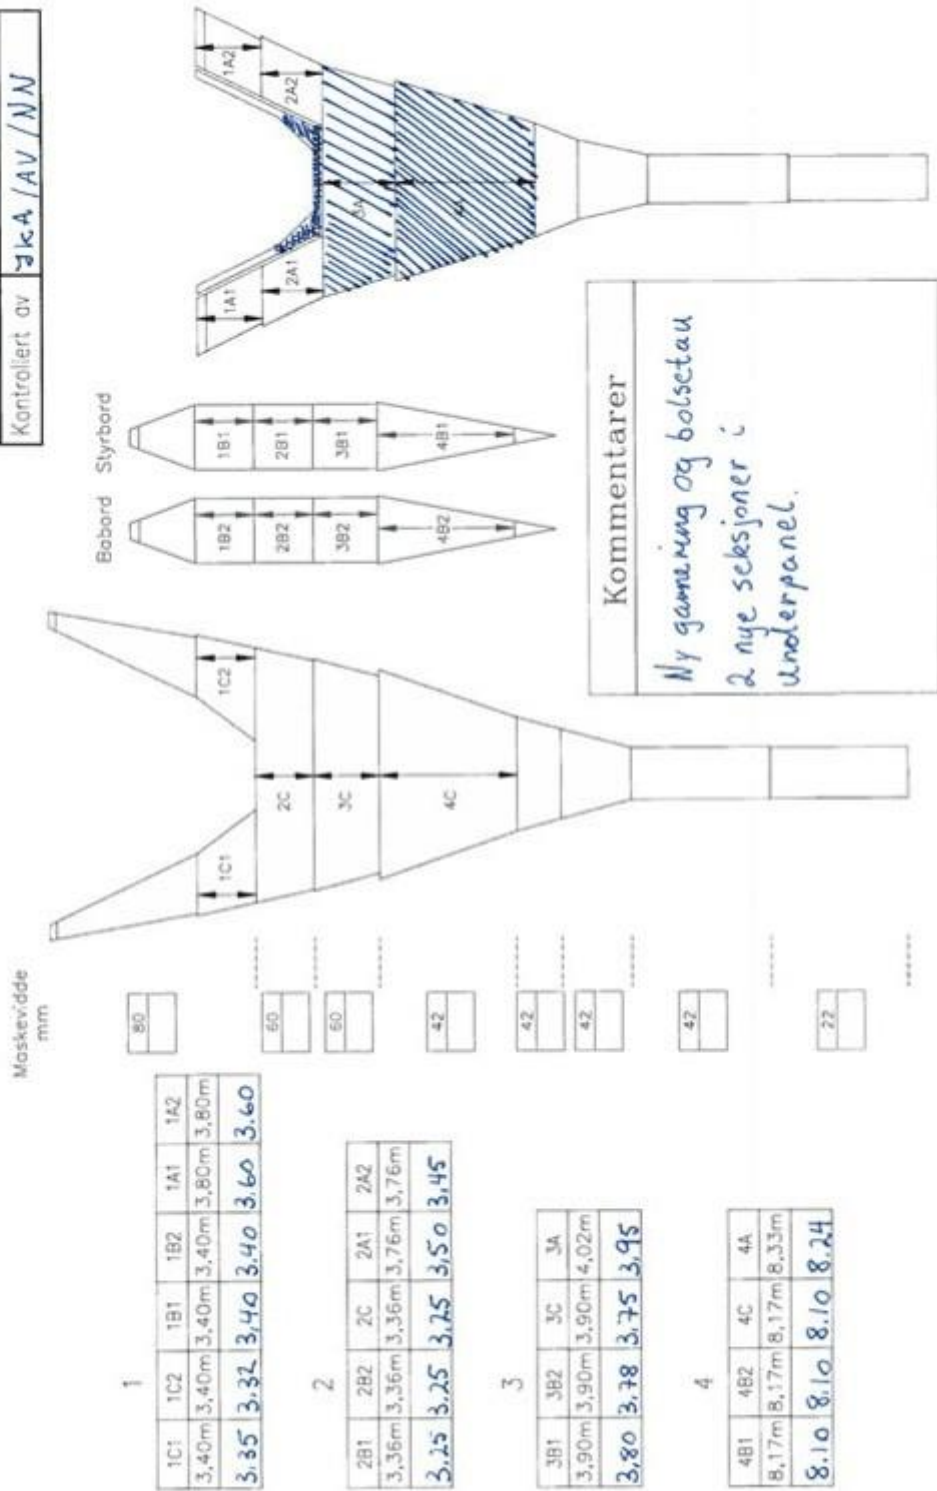 Kontrollert av JKA / AV / NN
Maskevidde
mm
80
60
60
42
42
42
42
22
1C1 1C2
2C
3C
4C
Babord Styrbord
1B2 1B1
2B2 2B1
3B2 3B1
4B2 4B1
1A1 1A2
2A1 2A2
3A
4A
1
1C1 1C2 1B1 1B2 1A1 1A2
3,40m 3,40m 3,40m 3,40m 3,80m 3,80m
3.35 3.32 3,40 3.40 3.60 3.60
2
2B1 2B2 2C 2A1 2A2
3,36m 3,36m 3,36m 3,76m 3,76m
3,25 3.25 3,25 3,50 3,45
3
3B1 3B2 3C 3A
3,90m 3,90m 3,90m 4,02m
3,80 3,78 3,75 3,95
4
4B1 4B2 4C 4A
8,17m 8,17m 8,17m 8,33m
8.10 8.10 8.10 8.24
Kommentarer
Ny garnering og bolsetau
2 nye seksjoner i
underpanel.